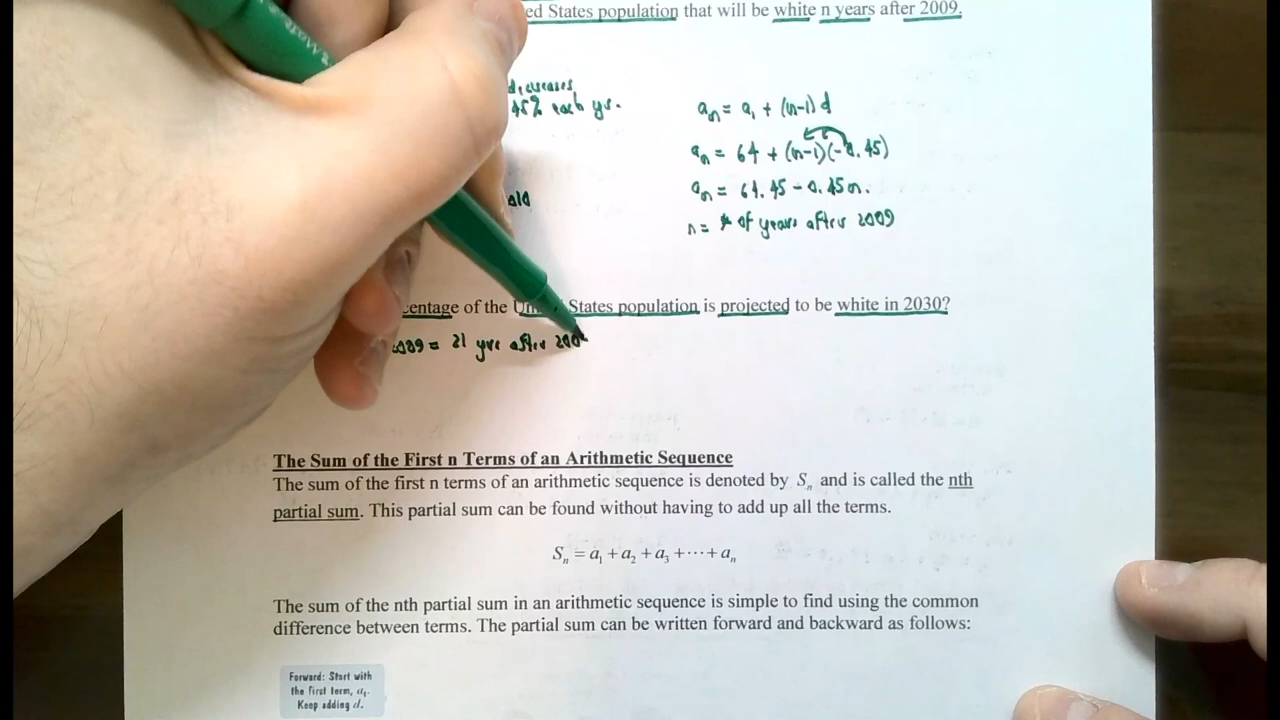 ed States population that will be white n years after 2009.
decreases
45% each yr.
aₙ = a₁ + (n-1)d
aₙ = 64 + (n-1)(-0.45)
aₙ = 64.45 - 0.45n.
n = # of years after 2009
centage of the States population is projected to be white in 2030?
2009 = 21 yrs after 200
The Sum of the First n Terms of an Arithmetic Sequence
The sum of the first n terms of an arithmetic sequence is denoted by Sₙ and is called the nth
partial sum. This partial sum can be found without having to add up all the terms.
Sₙ = a₁ + a₂ + a₃ + ⋯ + aₙ
The sum of the nth partial sum in an arithmetic sequence is simple to find using the common
difference between terms. The partial sum can be written forward and backward as follows:
Forward: Start with
the first term, a₁.
Keep adding d.